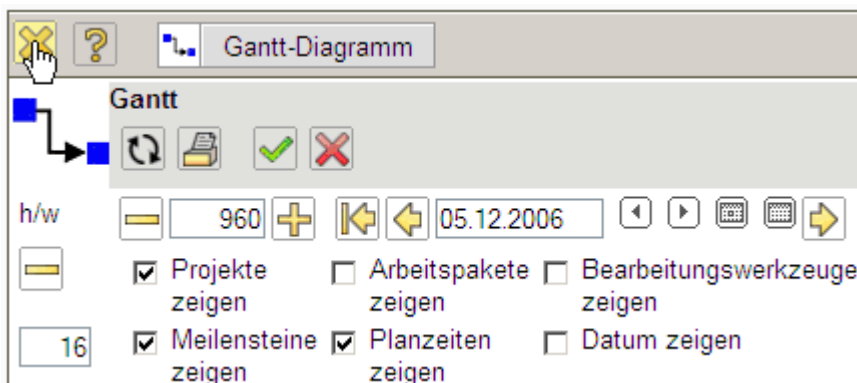 Gantt-Diagramm
Gantt
h/w
960
05.12.2006
Projekte zeigen
Arbeitspakete zeigen
Bearbeitungswerkzeuge zeigen
16
Meilensteine zeigen
Planzeiten zeigen
Datum zeigen